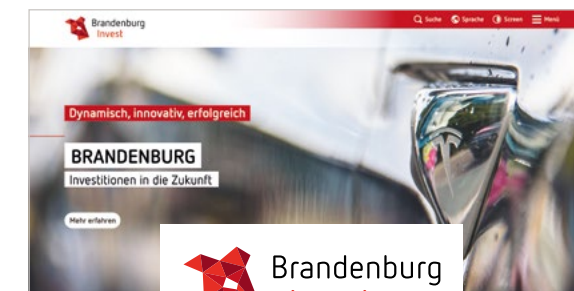 Brandenburg
Invest
Suche Sprache Screen Menü
Dynamisch, innovativ, erfolgreich
BRANDENBURG
Investitionen in die Zukunft
Mehr erfahren
Brandenburg